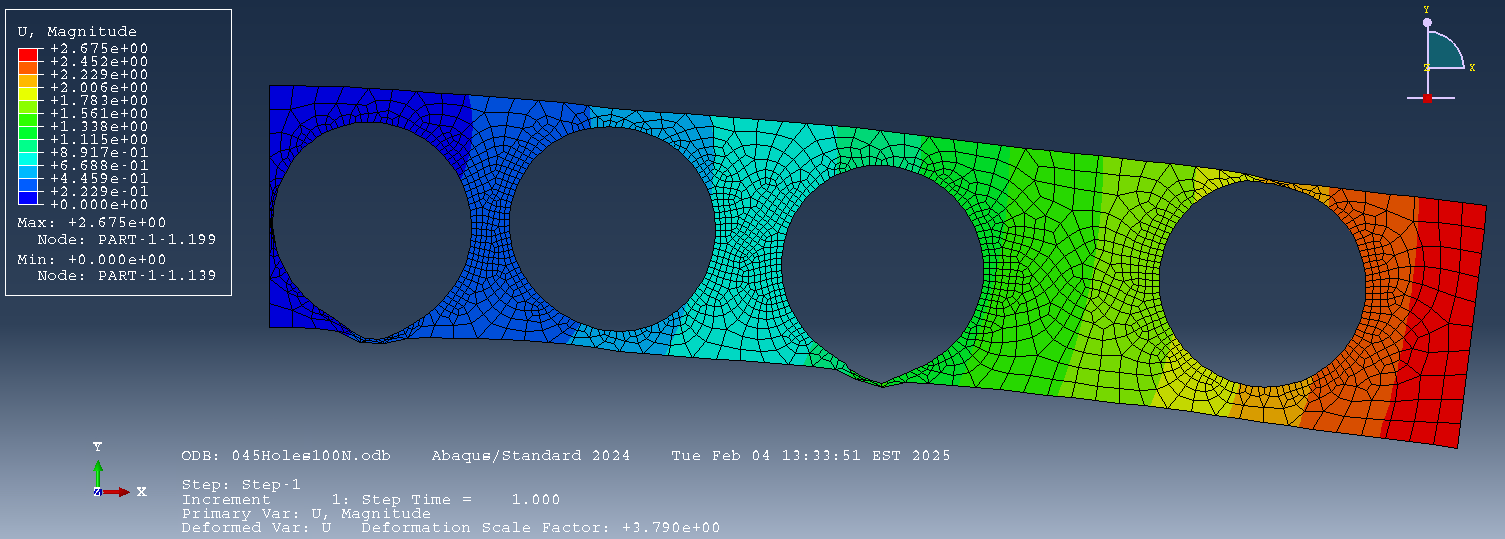 U, Magnitude
+2.675e+00
+2.452e+00
+2.229e+00
+2.006e+00
+1.783e+00
+1.561e+00
+1.338e+00
+1.115e+00
+8.917e-01
+6.688e-01
+4.459e-01
+2.229e-01
+0.000e+00
Max: +2.675e+00
Node: PART-1-1.199
Min: +0.000e+00
Node: PART-1-1.139
Y
Z X
Y
X
ODB: 045Holes100N.odb Abaqus/Standard 2024 Tue Feb 04 13:33:51 EST 2025
Step: Step-1
Increment 1: Step Time = 1.000
Primary Var: U, Magnitude
Deformed Var: U Deformation Scale Factor: +3.790e+00